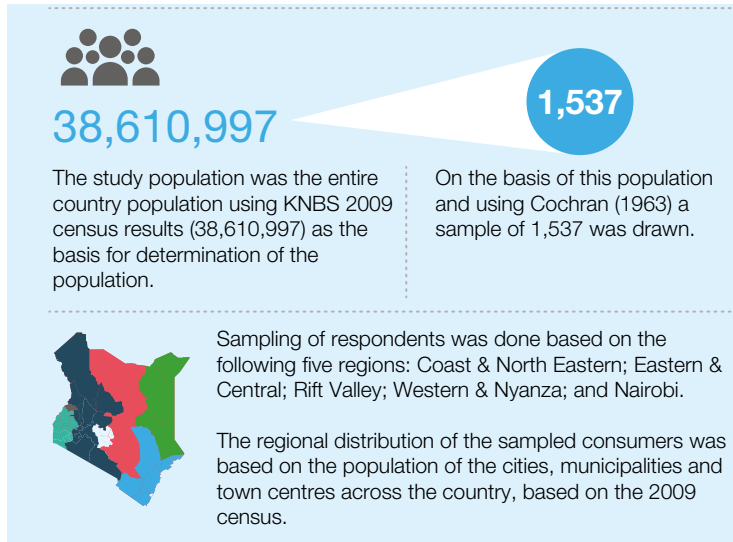 38,610,997
1,537
The study population was the entire
country population using KNBS 2009
census results (38,610,997) as the
basis for determination of the
population.
On the basis of this population
and using Cochran (1963) a
sample of 1,537 was drawn.
Sampling of respondents was done based on the
following five regions: Coast & North Eastern; Eastern &
Central; Rift Valley; Western & Nyanza; and Nairobi.
The regional distribution of the sampled consumers was
based on the population of the cities, municipalities and
town centres across the country, based on the 2009
census.